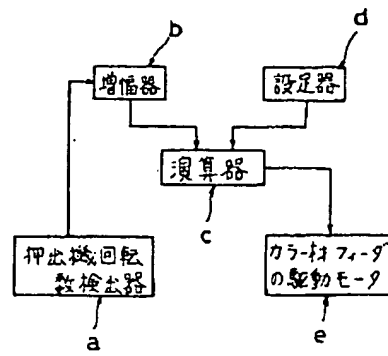 b
d
増幅器
設定器
演算器
c
押出機回転
数検出器
カラー材フィーダ
の駆動モータ
a
e